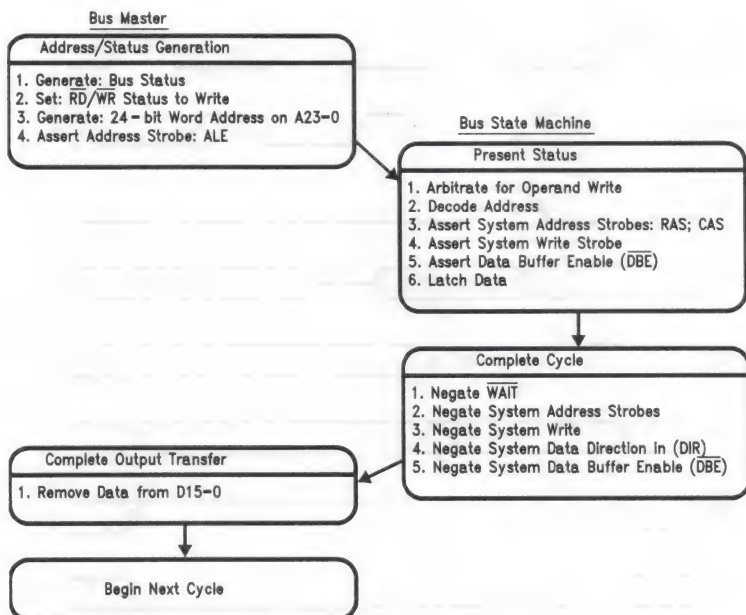 Bus Master
Address/Status Generation
1. Generate: Bus Status
2. Set: R̅D̅/W̅R̅ Status to Write
3. Generate: 24-bit Word Address on A23-0
4. Assert Address Strobe: ALE
Bus State Machine
Present Status
1. Arbitrate for Operand Write
2. Decode Address
3. Assert System Address Strobes: RAS; CAS
4. Assert System Write Strobe
5. Assert Data Buffer Enable (D̅B̅E̅)
6. Latch Data
Complete Cycle
1. Negate W̅A̅I̅T̅
2. Negate System Address Strobes
3. Negate System Write
4. Negate System Data Direction in (DIR)
5. Negate System Data Buffer Enable (D̅B̅E̅)
Complete Output Transfer
1. Remove Data from D15-0
Begin Next Cycle